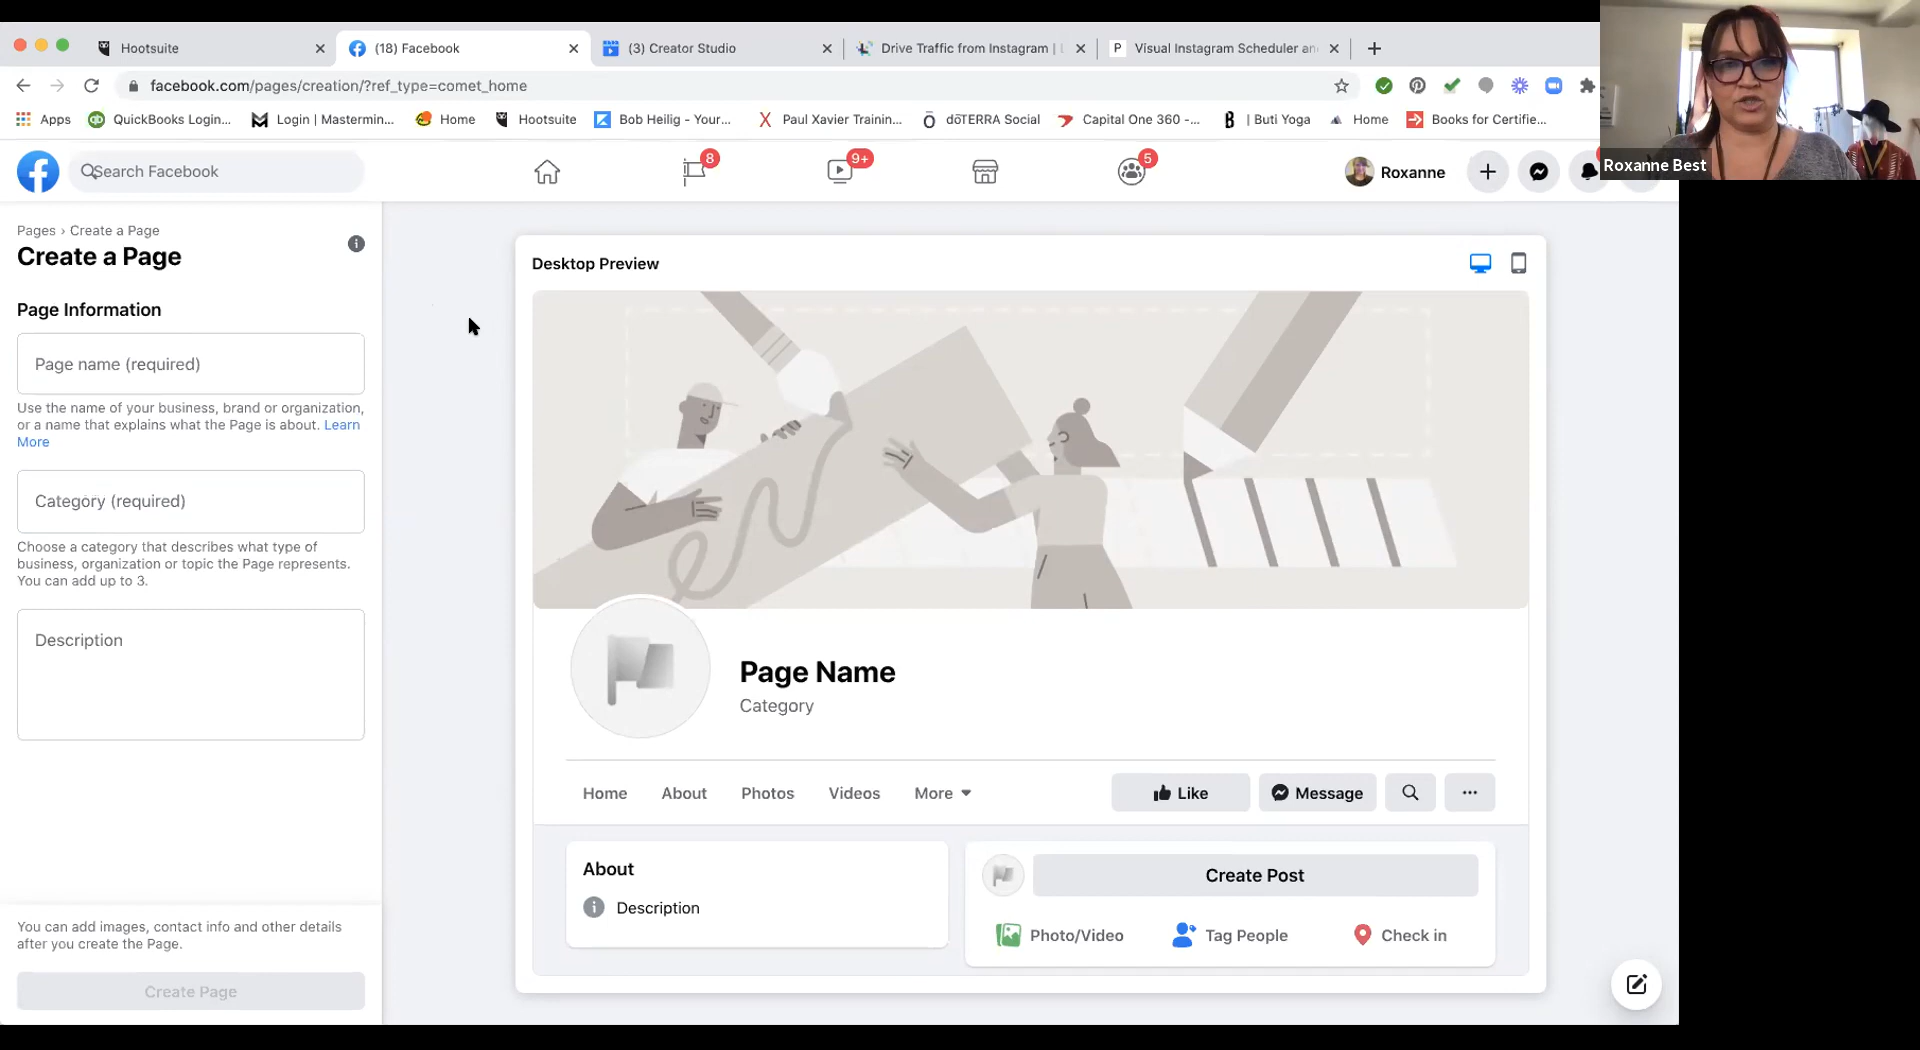 Hootsuite
(18) Facebook
(3) Creator Studio
Drive Traffic from Instagram |
Visual Instagram Scheduler an
facebook.com/pages/creation/?ref_type=comet_home
Apps
QuickBooks Login...
Login | Mastermin...
Home
Hootsuite
Bob Heilig - Your...
Paul Xavier Trainin...
dōTERRA Social
Capital One 360 -...
| Buti Yoga
Home
Books for Certifie...
Roxanne Best
Search Facebook
8
9+
5
Roxanne
Pages › Create a Page
Create a Page
Page Information
Page name (required)
Use the name of your business, brand or organization,
or a name that explains what the Page is about. Learn
More
Category (required)
Choose a category that describes what type of
business, organization or topic the Page represents.
You can add up to 3.
Description
You can add images, contact info and other details
after you create the Page.
Create Page
Desktop Preview
Page Name
Category
Home
About
Photos
Videos
More
Like
Message
About
Description
Create Post
Photo/Video
Tag People
Check in